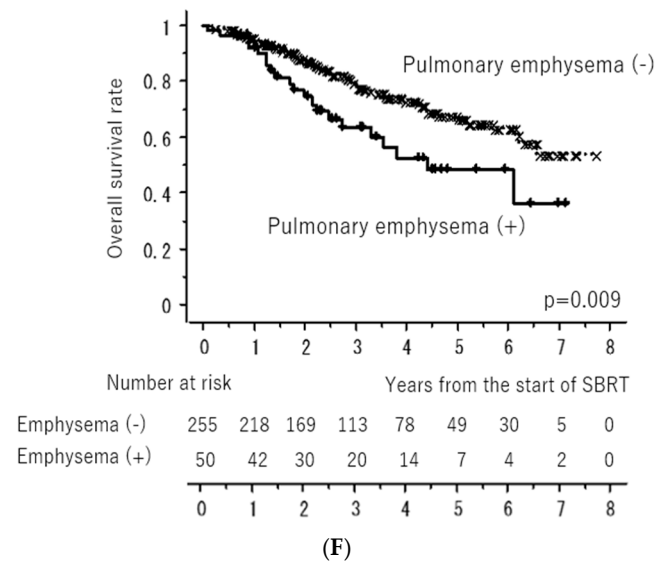 1
0.8
0.6
0.4
0.2
0
Overall survival rate
Pulmonary emphysema (-)
Pulmonary emphysema (+)
p=0.009
0 1 2 3 4 5 6 7 8
Number at risk Years from the start of SBRT
Emphysema (-) 255 218 169 113 78 49 30 5 0
Emphysema (+) 50 42 30 20 14 7 4 2 0
0 1 2 3 4 5 6 7 8
(F)